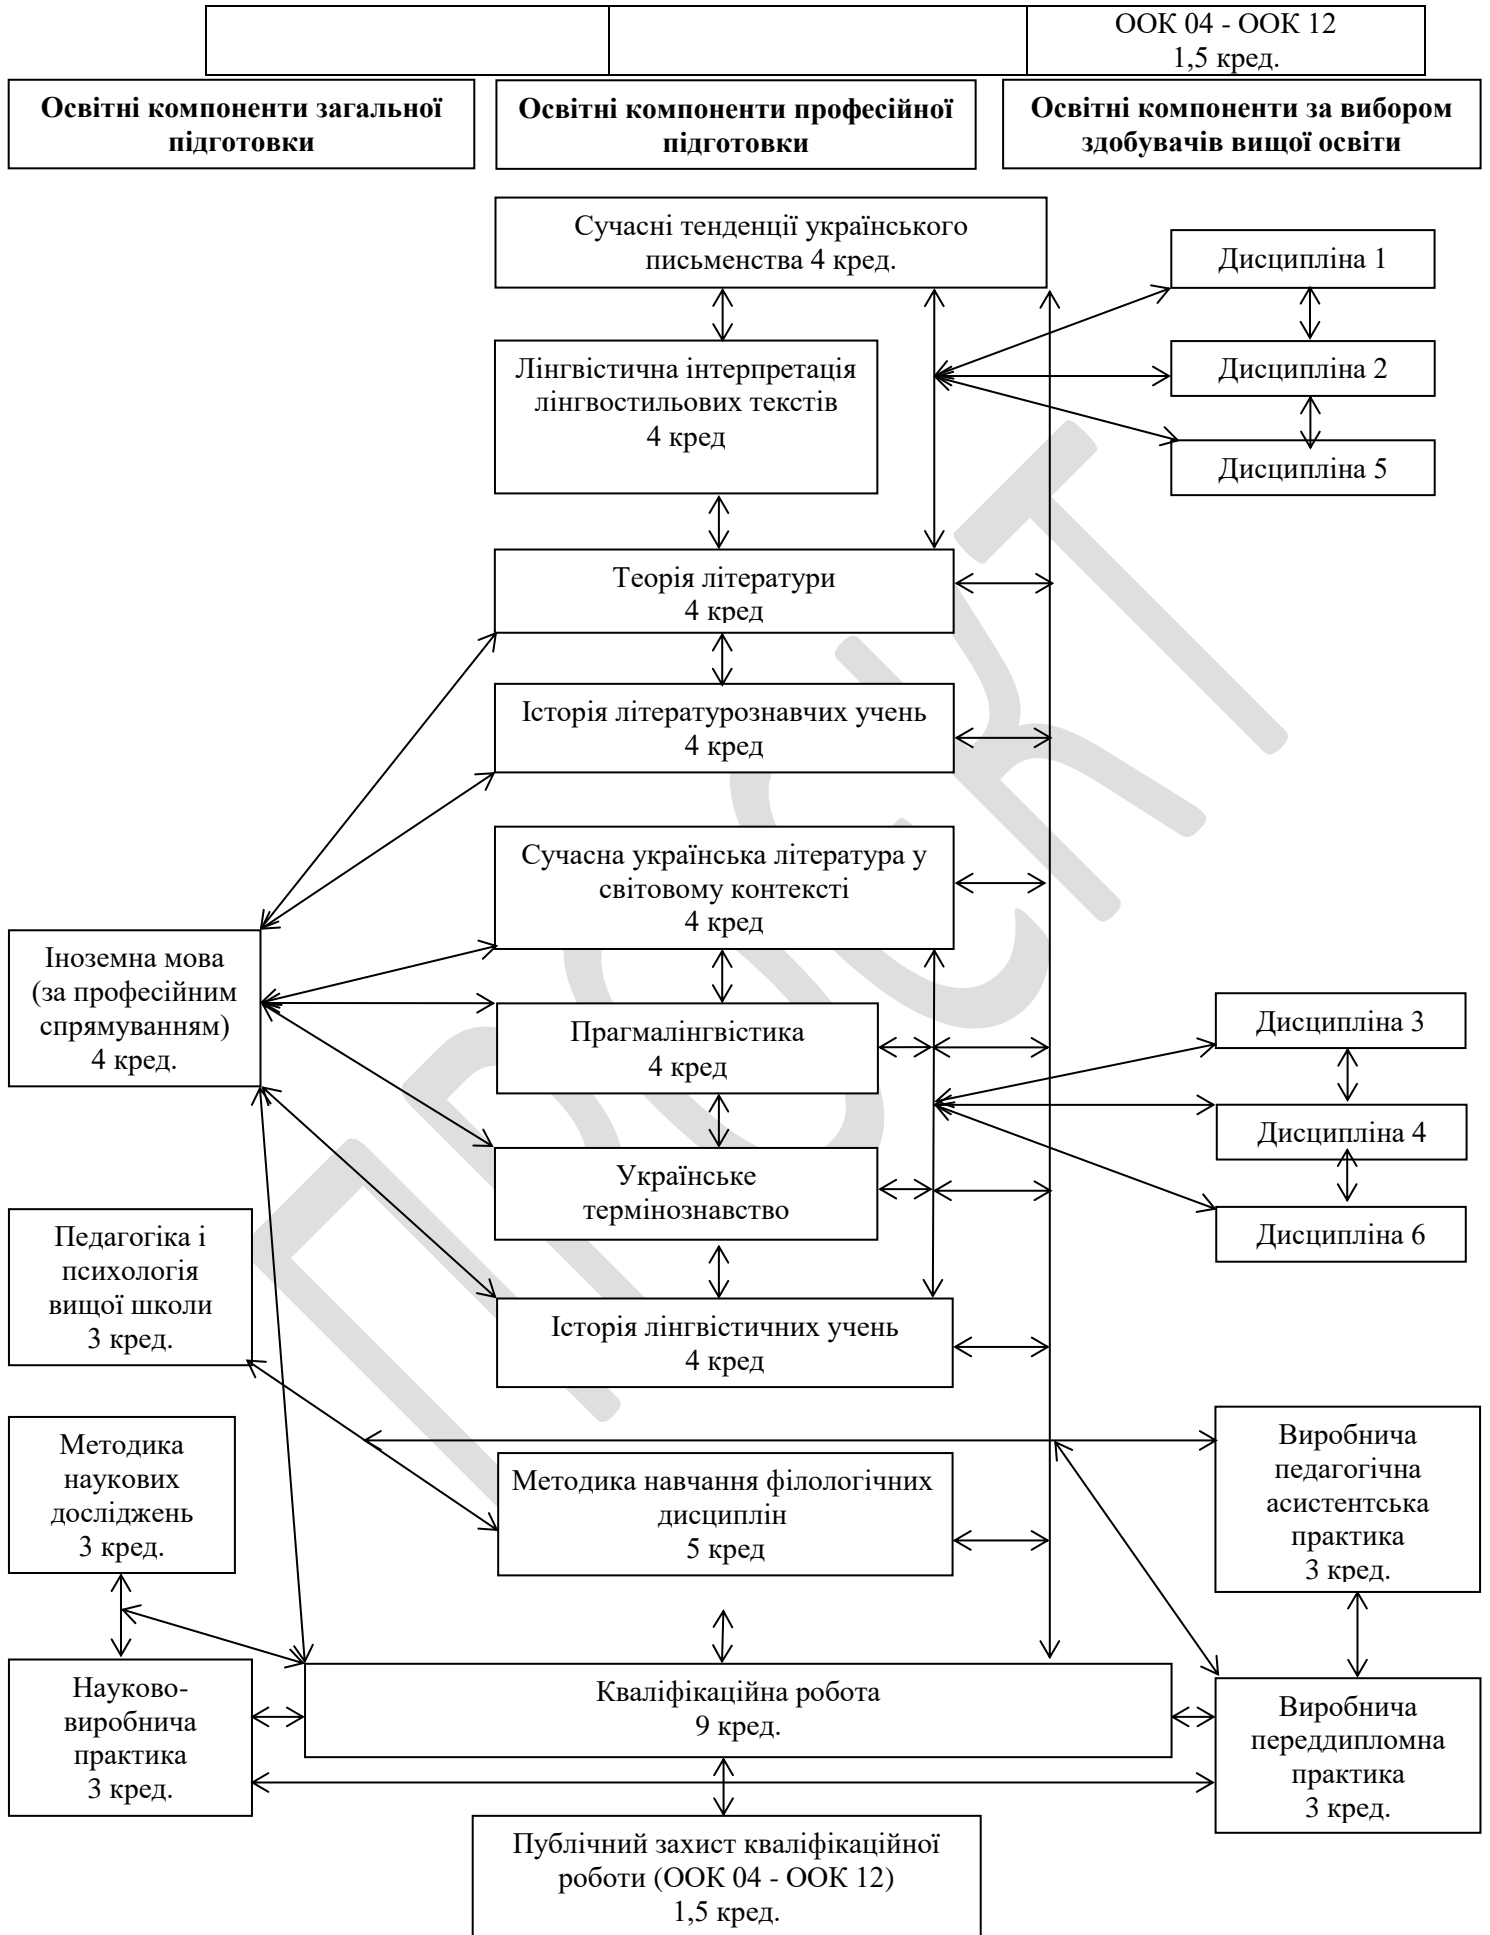 ООК 04 - ООК 12
1,5 кред.
Освітні компоненти загальної
підготовки
Освітні компоненти професійної
підготовки
Освітні компоненти за вибором
здобувачів вищої освіти
Сучасні тенденції українського
письменства 4 кред.
Дисципліна 1
Лінгвістична інтерпретація
лінгвостильових текстів
4 кред
Дисципліна 2
Дисципліна 5
Теорія літератури
4 кред
Історія літературознавчих учень
4 кред
Сучасна українська література у
світовому контексті
4 кред
Іноземна мова
(за професійним
спрямуванням)
4 кред.
Прагмалінгвістика
4 кред
Дисципліна 3
Дисципліна 4
Українське
термінознавство
Дисципліна 6
Педагогіка і
психологія
вищої школи
3 кред.
Історія лінгвістичних учень
4 кред
Методика
наукових
досліджень
3 кред.
Методика навчання філологічних
дисциплін
5 кред
Виробнича
педагогічна
асистентська
практика
3 кред.
Науково-
виробнича
практика
3 кред.
Кваліфікаційна робота
9 кред.
Виробнича
переддипломна
практика
3 кред.
Публічний захист кваліфікаційної
роботи (ООК 04 - ООК 12)
1,5 кред.
ПРОЄКТ